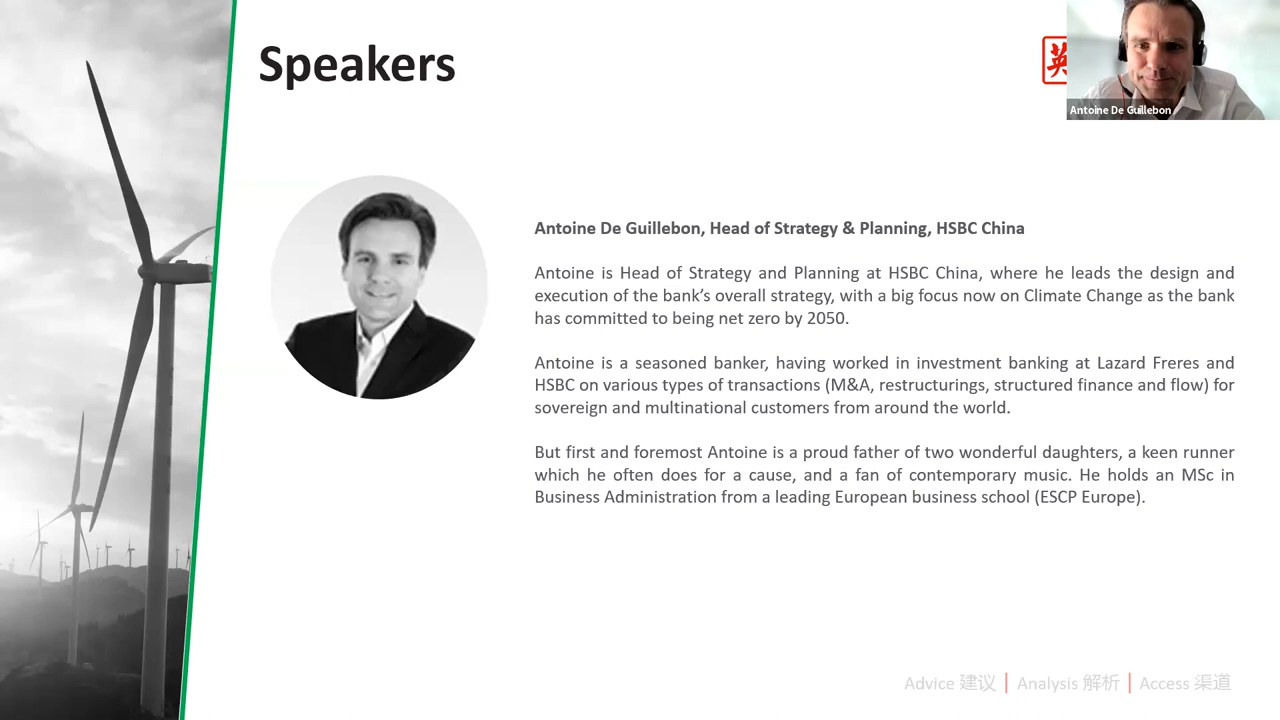 Speakers
英
Antoine De Guillebon
Antoine De Guillebon, Head of Strategy & Planning, HSBC China
Antoine is Head of Strategy and Planning at HSBC China, where he leads the design and
execution of the bank’s overall strategy, with a big focus now on Climate Change as the bank
has committed to being net zero by 2050.
Antoine is a seasoned banker, having worked in investment banking at Lazard Freres and
HSBC on various types of transactions (M&A, restructurings, structured finance and flow) for
sovereign and multinational customers from around the world.
But first and foremost Antoine is a proud father of two wonderful daughters, a keen runner
which he often does for a cause, and a fan of contemporary music. He holds an MSc in
Business Administration from a leading European business school (ESCP Europe).
Advice 建议 | Analysis 解析 | Access 渠道